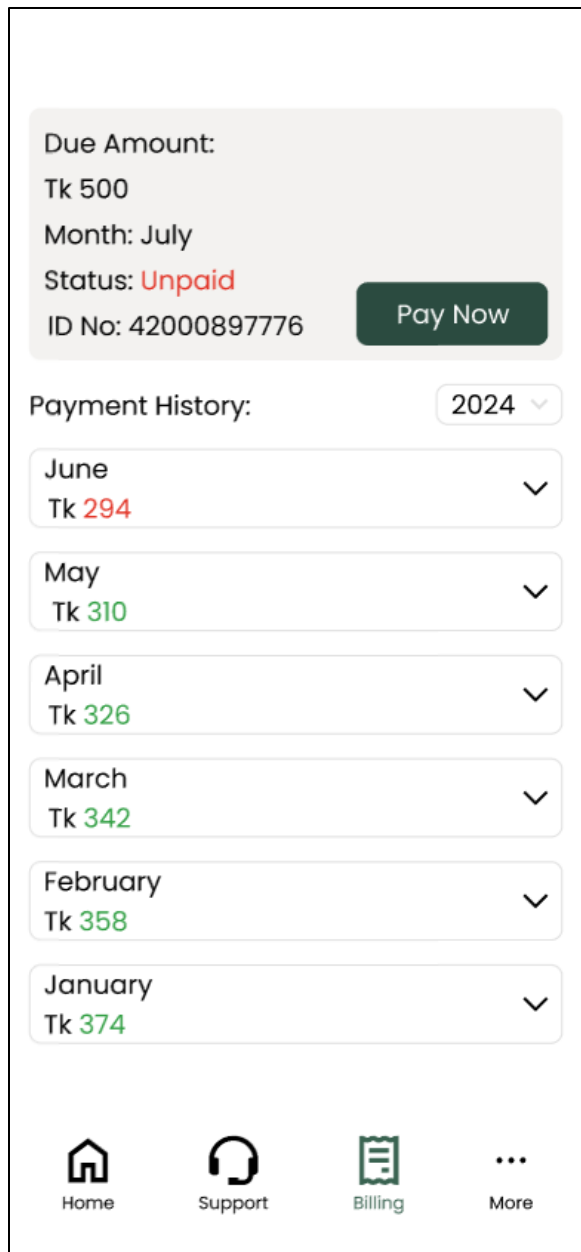 Due Amount:
Tk 500
Month: July
Status: Unpaid
ID No: 42000897776
Pay Now
Payment History:
2024
June
Tk 294
May
Tk 310
April
Tk 326
March
Tk 342
February
Tk 358
January
Tk 374
Home
Support
Billing
More